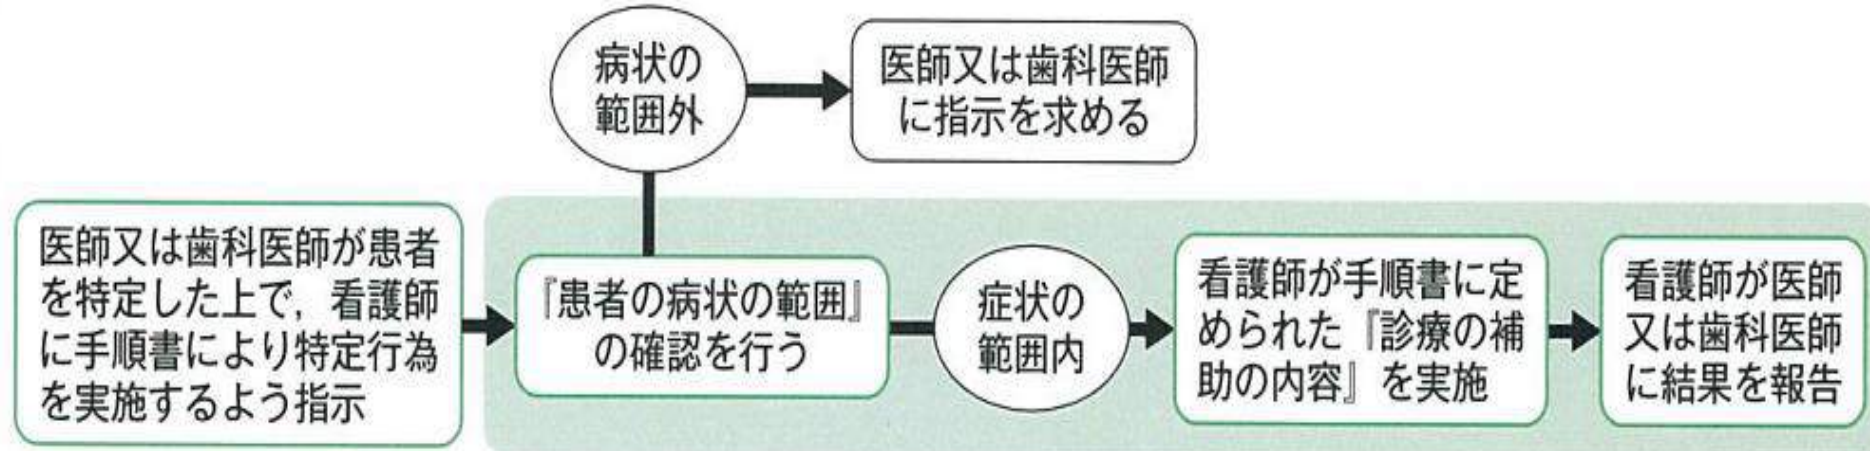 病状の
範囲外
医師又は歯科医師
に指示を求める
医師又は歯科医師が患者
を特定した上で，看護師
に手順書により特定行為
を実施するよう指示
『患者の病状の範囲』
の確認を行う
症状の
範囲内
看護師が手順書に定
められた『診療の補
助の内容』を実施
看護師が医師
又は歯科医師
に結果を報告